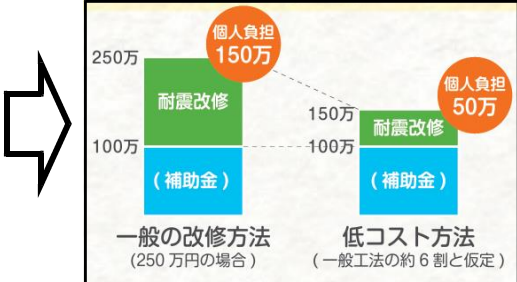 250万
個人負担
150万
耐震改修
100万
(補助金)
一般の改修方法
(250万円の場合)
個人負担
50万
150万
耐震改修
100万
(補助金)
低コスト方法
(一般工法の約6割と仮定)